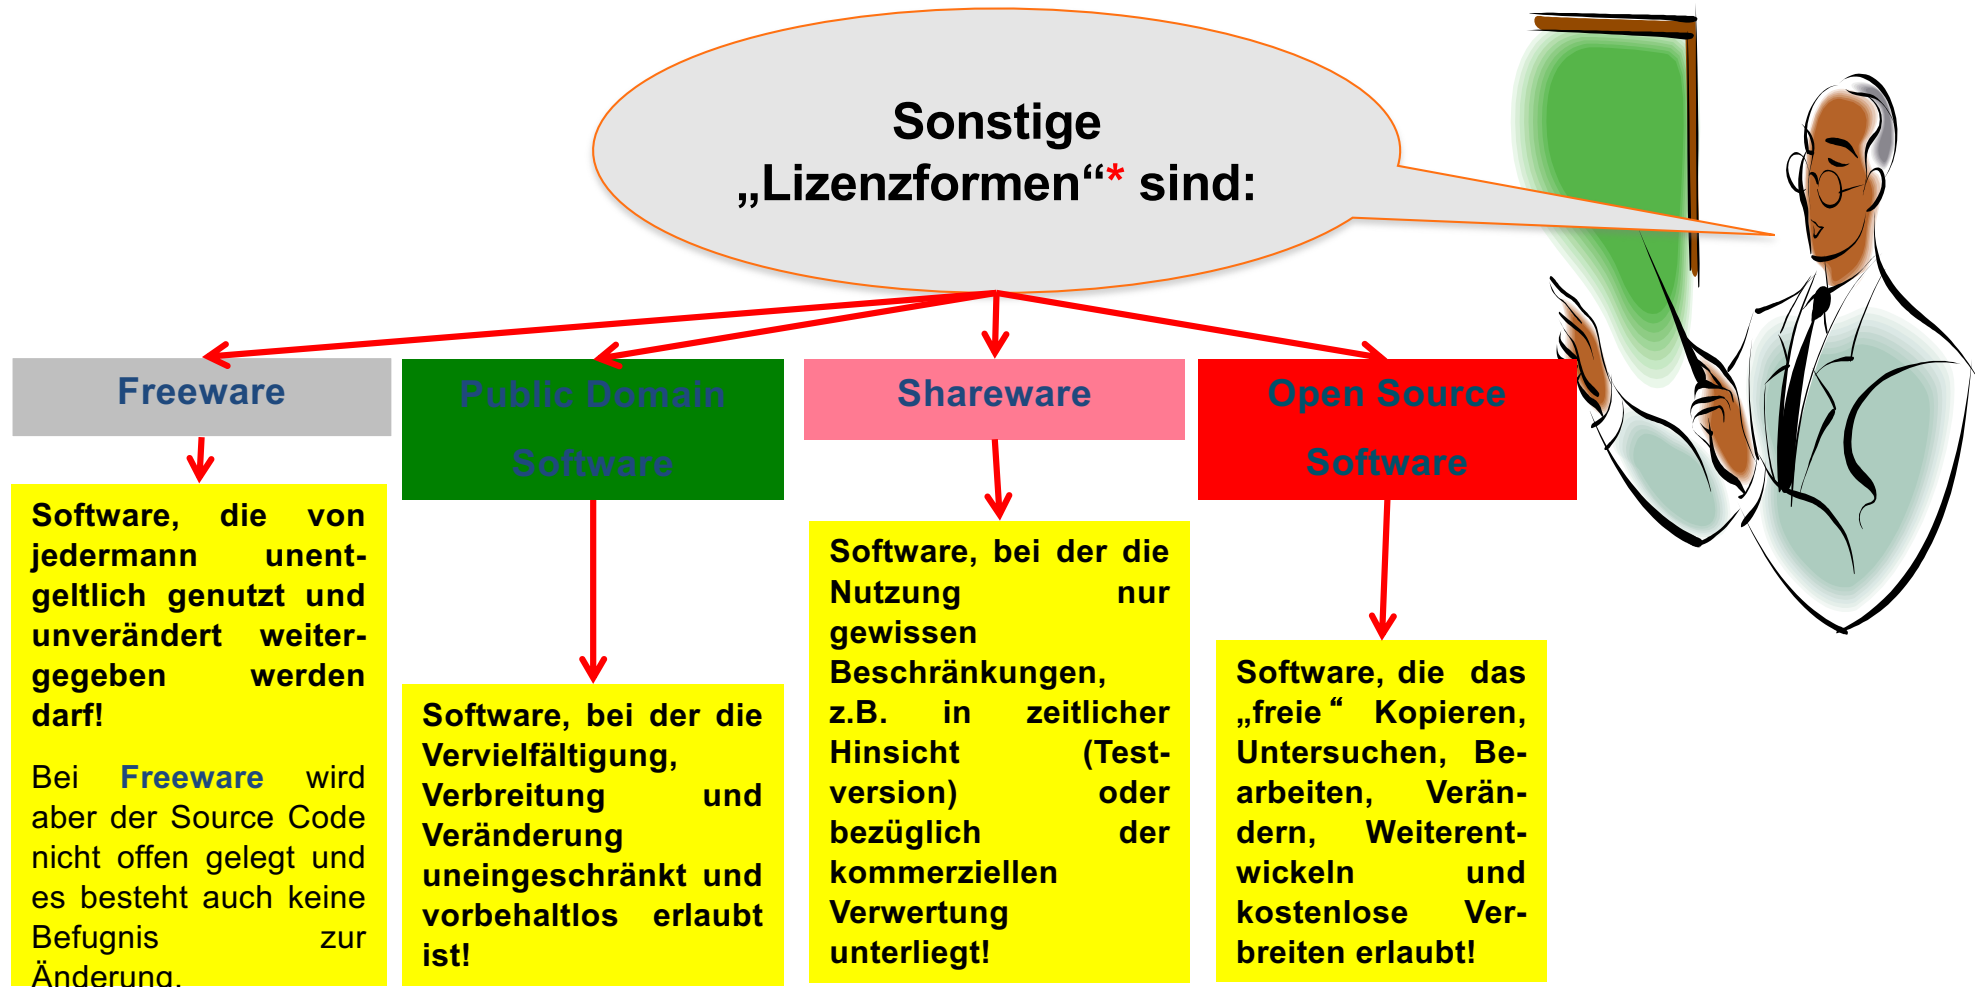 Sonstige
„Lizenzformen“* sind:
Freeware
Software, die von
jedermann unent-
geltlich genutzt und
unverändert weiter-
gegeben werden
darf!
Bei Freeware wird
aber der Source Code
nicht offen gelegt und
es besteht auch keine
Befugnis zur
Änderung.
Public Domain
Software
Software, bei der die
Vervielfältigung,
Verbreitung und
Veränderung
uneingeschränkt und
vorbehaltlos erlaubt
ist!
Shareware
Software, bei der die
Nutzung nur
gewissen
Beschränkungen,
z.B. in zeitlicher
Hinsicht (Test-
version) oder
bezüglich der
kommerziellen
Verwertung
unterliegt!
Open Source
Software
Software, die das
„freie“ Kopieren,
Untersuchen, Be-
arbeiten, Verän-
dern, Weiterent-
wickeln und
kostenlose Ver-
breiten erlaubt!